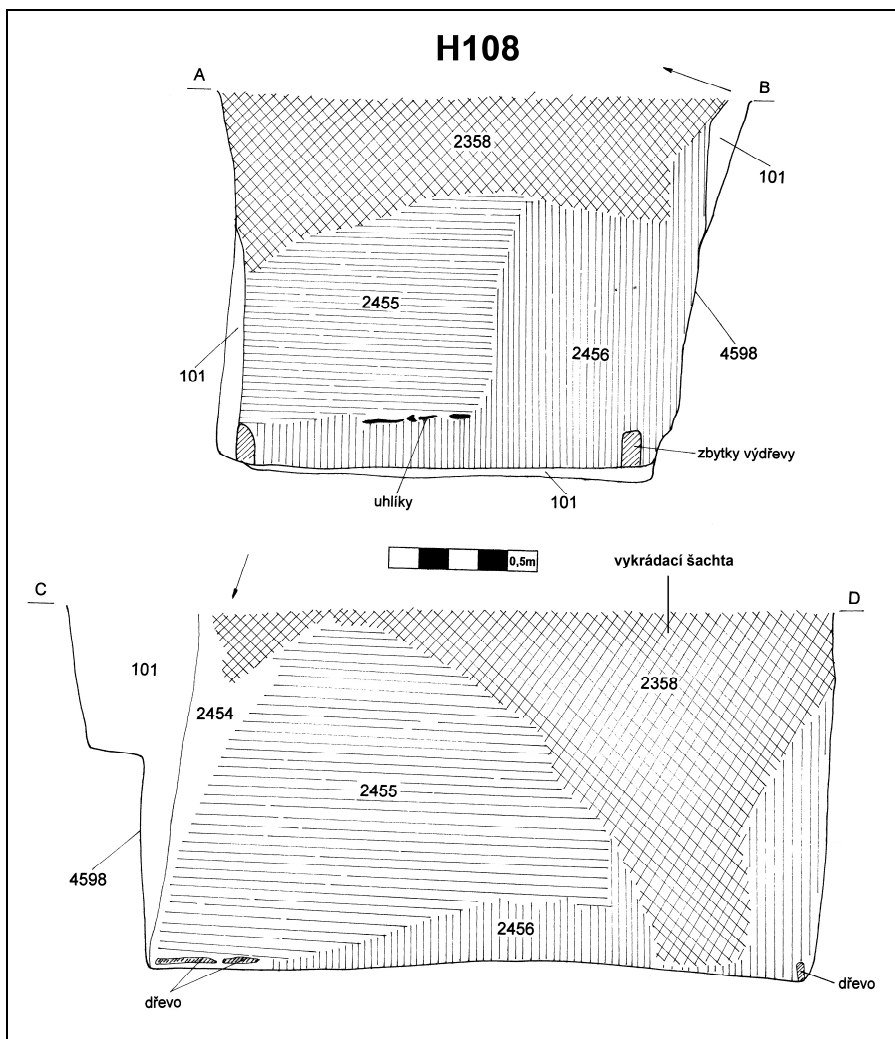 H108
A
B
2358
101
2455
2456
4598
101
zbytky výdřevy
uhlíky
101
0,5m
vykrádací šachta
C
D
101
2454
2358
2455
4598
2456
dřevo
dřevo